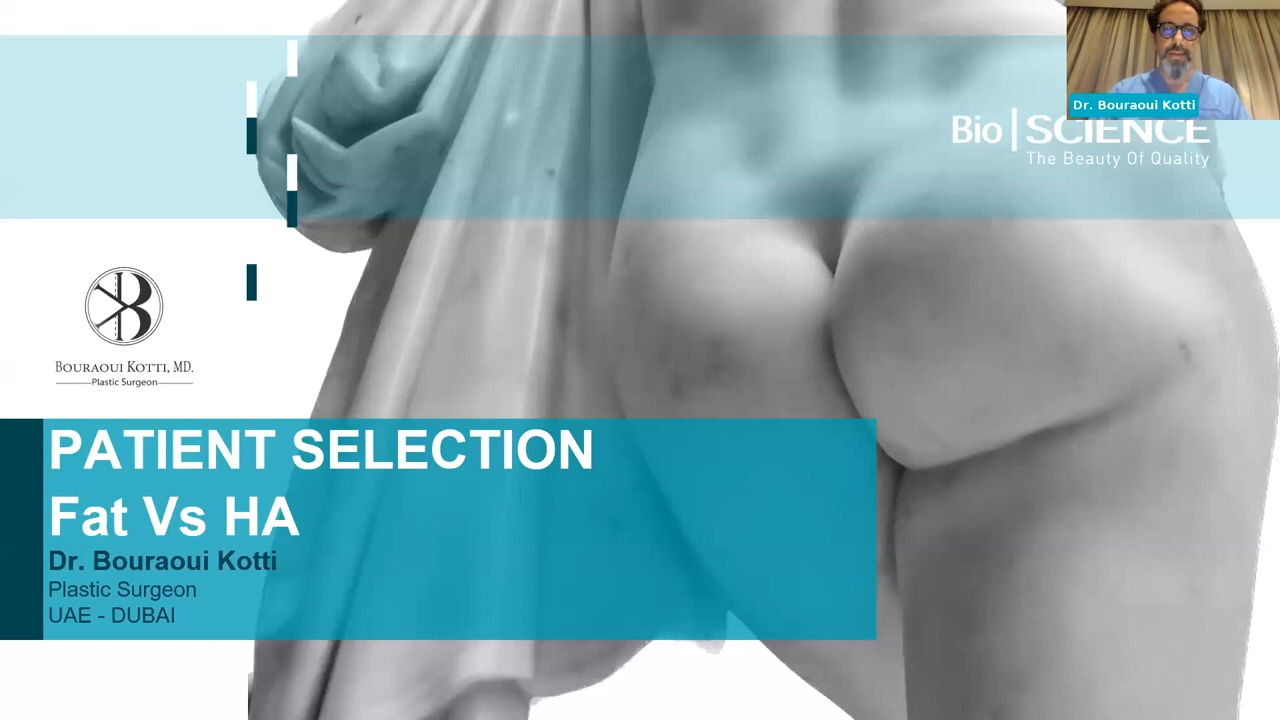 Dr. Bouraoui Kotti
Bio|SCIENCE
The Beauty Of Quality
B
BOURAOUI KOTTI, MD.
Plastic Surgeon
PATIENT SELECTION
Fat Vs HA
Dr. Bouraoui Kotti
Plastic Surgeon
UAE - DUBAI